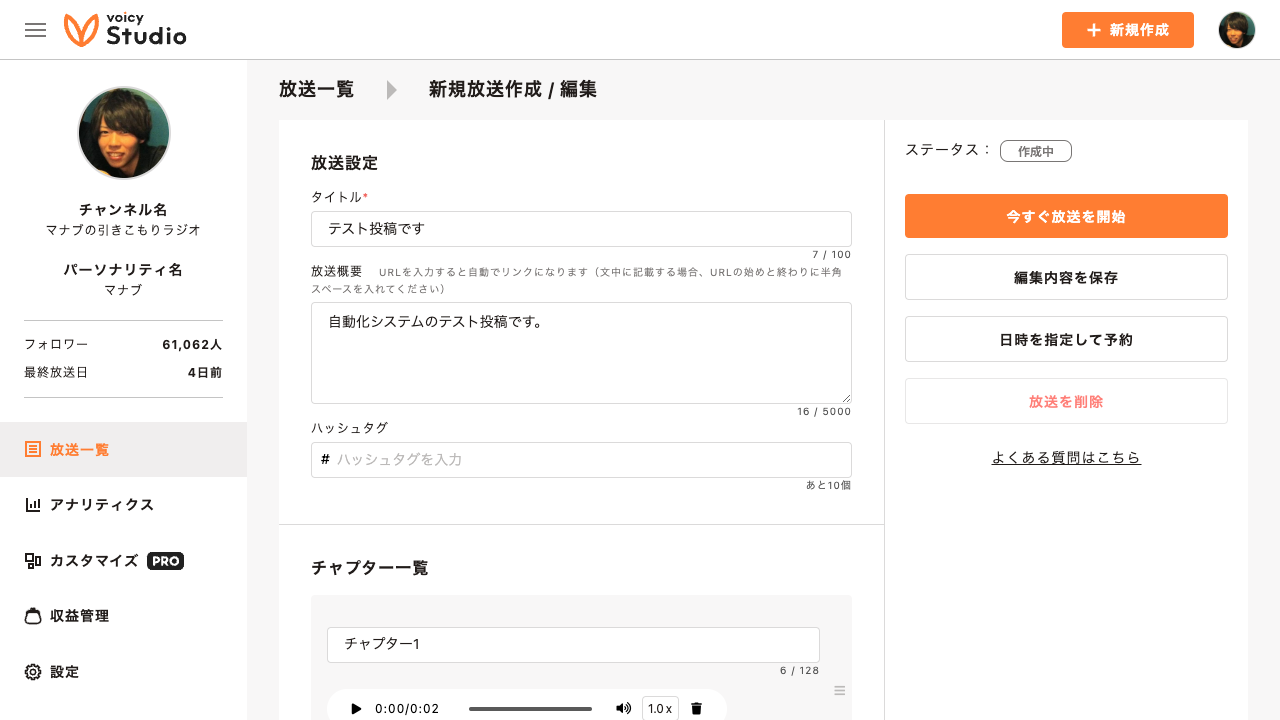 voicy
Studio
新規作成
チャンネル名
マナブの引きこもりラジオ
パーソナリティ名
マナブ
フォロワー 61,062人
最終放送日 4日前
放送一覧
アナリティクス
カスタマイズ PRO
収益管理
設定
放送一覧 新規放送作成 / 編集
放送設定
タイトル*
テスト投稿です
7 / 100
放送概要 URLを入力すると自動でリンクになります（文中に記載する場合、URLの始めと終わりに半角
スペースを入れてください）
自動化システムのテスト投稿です。
16 / 5000
ハッシュタグ
# ハッシュタグを入力
あと10個
チャプター一覧
チャプター1
6 / 128
0:00/0:02 1.0x
ステータス： 作成中
今すぐ放送を開始
編集内容を保存
日時を指定して予約
放送を削除
よくある質問はこちら